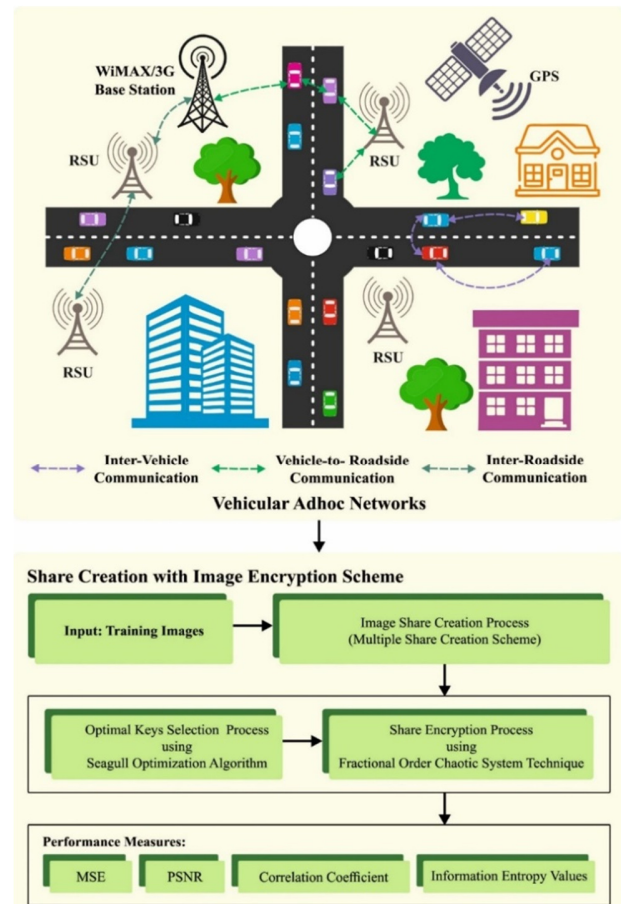 WiMAX/3G
Base Station
GPS
RSU
RSU
RSU
RSU
Inter-Vehicle
Communication
Vehicle-to- Roadside
Communication
Inter-Roadside
Communication
Vehicular Adhoc Networks
Share Creation with Image Encryption Scheme
Input: Training Images
Image Share Creation Process
(Multiple Share Creation Scheme)
Optimal Keys Selection Process
using
Seagull Optimization Algorithm
Share Encryption Process
using
Fractional Order Chaotic System Technique
Performance Measures:
MSE
PSNR
Correlation Coefficient
Information Entropy Values